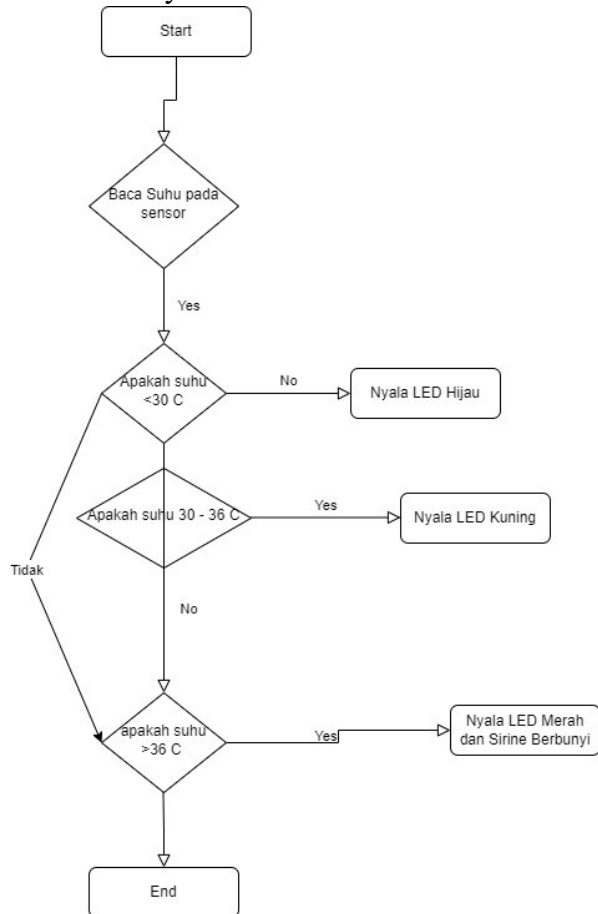 Start
Baca Suhu pada
sensor
Yes
Apakah suhu
<30 C
No
Nyala LED Hijau
Apakah suhu 30 - 36 C
Yes
Nyala LED Kuning
Tidak
No
apakah suhu
>36 C
Yes
Nyala LED Merah
dan Sirine Berbunyi
End